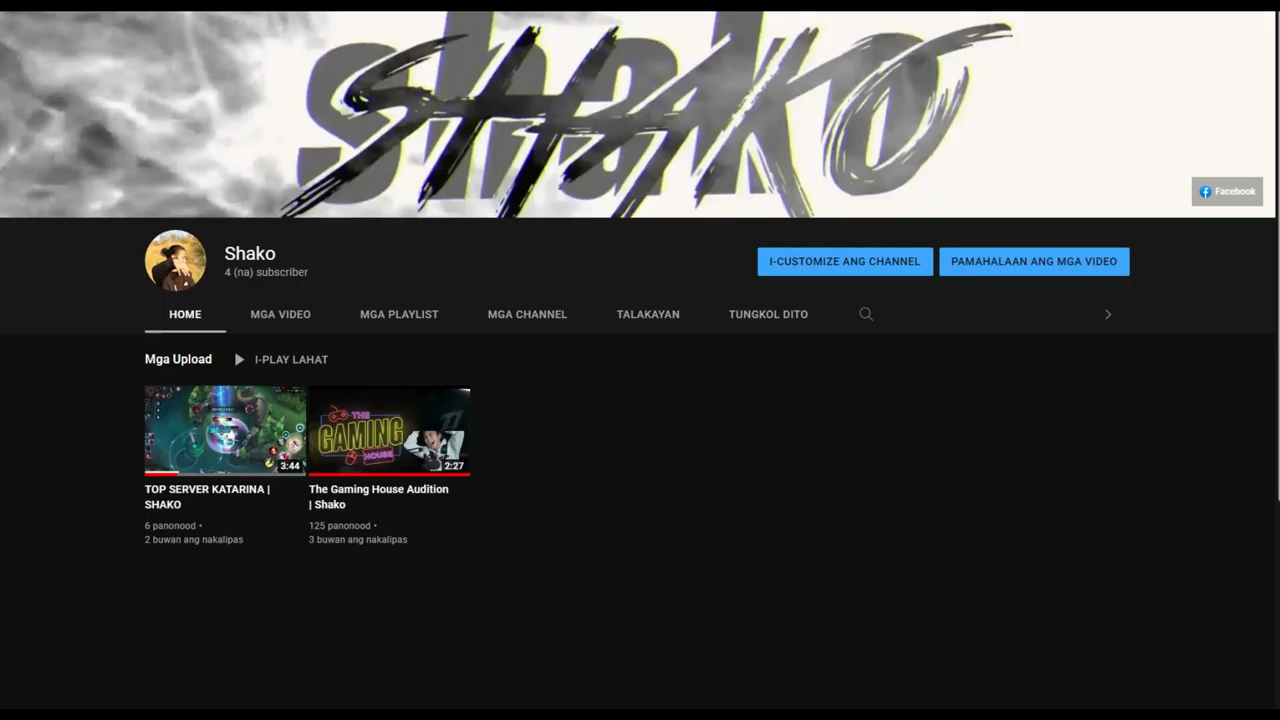 shako
SHAKO
Facebook
Shako
4 (na) subscriber
I-CUSTOMIZE ANG CHANNEL
PAMAHALAAN ANG MGA VIDEO
HOME
MGA VIDEO
MGA PLAYLIST
MGA CHANNEL
TALAKAYAN
TUNGKOL DITO
Mga Upload
I-PLAY LAHAT
3:44
THE
GAMING
HOUSE
2:27
TOP SERVER KATARINA |
SHAKO
The Gaming House Audition
| Shako
6 panonood •
2 buwan ang nakalipas
125 panonood •
3 buwan ang nakalipas